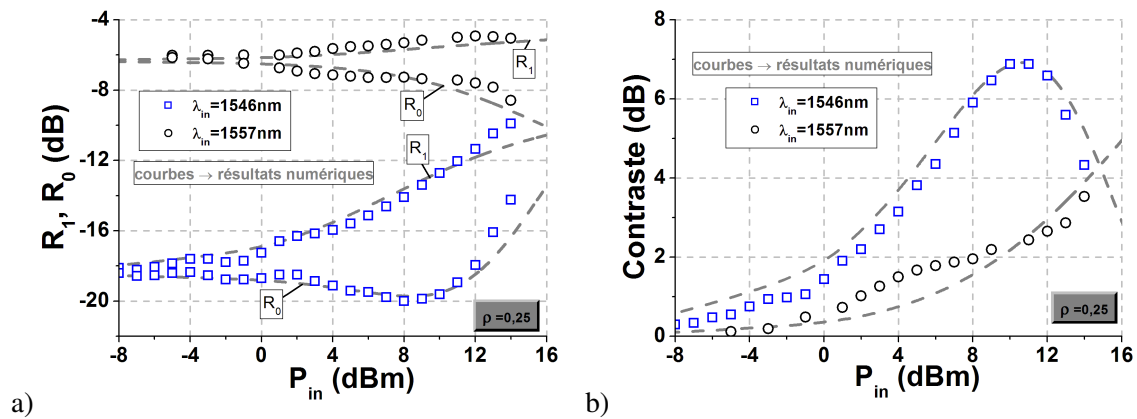 a)
R₁, R₀ (dB)
-4
-8
-12
-16
-20
λin =1546nm
λin =1557nm
courbes → résultats numériques
R₁
R₀
R₁
R₀
ρ =0,25
-8 -4 0 4 8 12 16
Pin (dBm)
b)
Contraste (dB)
8
6
4
2
0
courbes → résultats numériques
λin =1546nm
λin =1557nm
ρ =0,25
-8 -4 0 4 8 12 16
Pin (dBm)